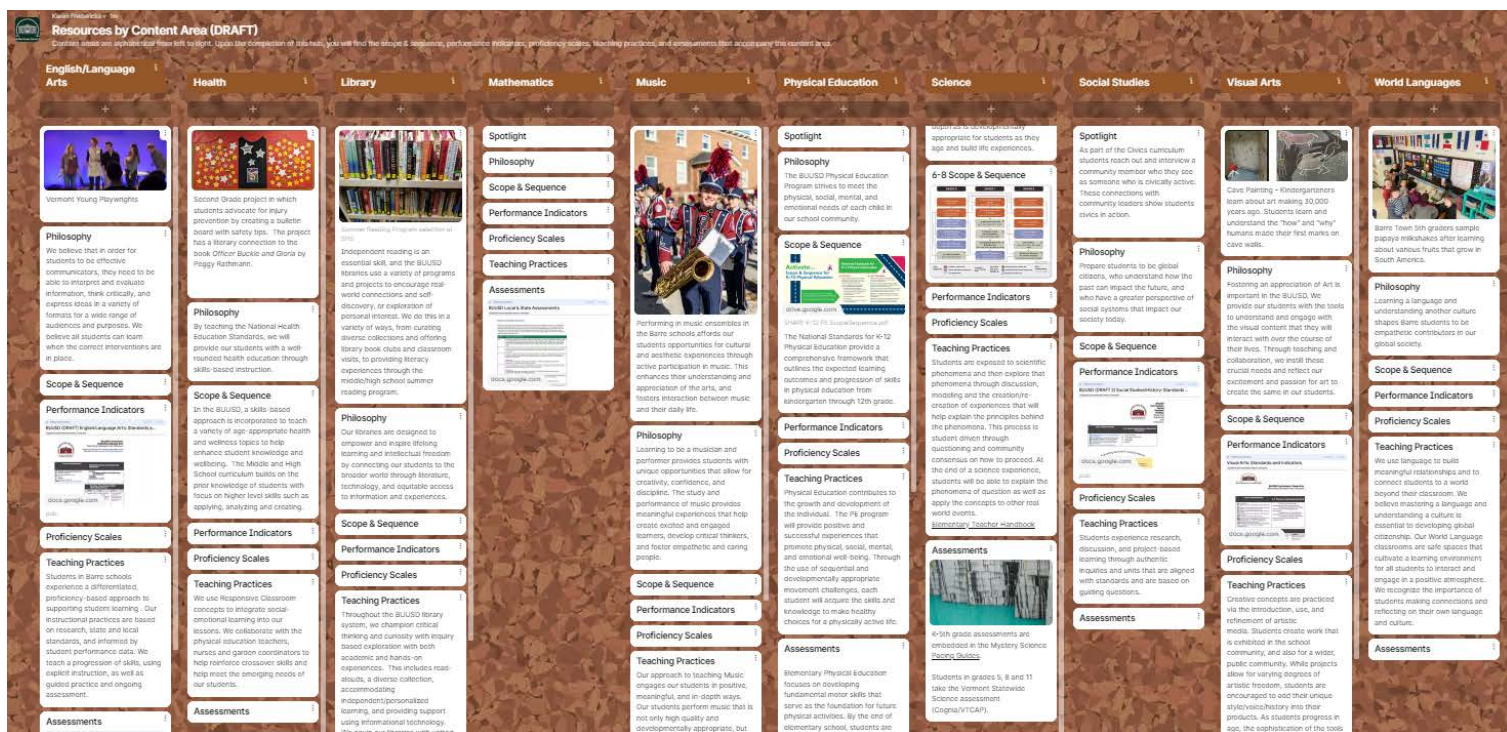 Resources by Content Area (DRAFT)
Content areas are alphabetical from left to right. Upon the completion of this hub, you will find the scope & sequence, performance indicators, proficiency scales, teaching practices, and assessments that accompany the content area.
English/Language
Arts
Vermont Young Playwrights
Philosophy
We believe that in order for
students to be effective
communicators, they need to be
able to interpret and evaluate
information, think critically, and
express ideas in a variety of
formats for a wide range of
audiences and purposes. We
believe all students can learn
when the correct interventions are
in place.
Scope & Sequence
Performance Indicators
docs.google.com
Proficiency Scales
Teaching Practices
Students in Barre schools
experience a differentiated,
proficiency-based approach to
supporting student learning . Our
instructional practices are based
on research, state and local
standards, and informed by
student performance data. We
teach a progression of skills, using
explicit instruction, as well as
guided practice and ongoing
assessment.
Assessments
Health
Second Grade project in which
students advocate for injury
prevention by creating a bulletin
board with safety tips. The project
has a literary connection to the
book Officer Buckle and Gloria by
Peggy Rathmann.
Philosophy
By teaching the National Health
Education Standards, we will
provide our students with a well-
rounded health education through
skills-based instruction.
Scope & Sequence
In the BUUSD, a skills-based
approach is incorporated to teach
a variety of age-appropriate health
and wellness topics to help
enhance student knowledge and
wellbeing. The Middle and High
School curriculum builds on the
prior knowledge of students with
focus on higher level skills such as
applying, analyzing and creating.
Performance Indicators
Proficiency Scales
Teaching Practices
We use Responsive Classroom
concepts to integrate social-
emotional learning into our
lessons. We collaborate with the
physical education teachers,
nurses and garden coordinators to
help reinforce crossover skills and
help meet the emerging needs of
our students.
Assessments
Library
Summer Reading Program selection at
SHS
Independent reading is an
essential skill, and the BUUSD
libraries use a variety of programs
and projects to encourage real-
world connections and self-
discovery, or exploration of
personal interest. We do this in a
variety of ways, from curating
diverse collections and offering
library book clubs and classroom
visits, to providing literacy
experiences through the
middle/high school summer
reading program.
Philosophy
Our libraries are designed to
empower and inspire lifelong
learning and intellectual freedom
by connecting our students to the
broader world through literature,
technology, and equitable access
to information and experiences.
Scope & Sequence
Performance Indicators
Proficiency Scales
Teaching Practices
Throughout the BUUSD library
system, we champion critical
thinking and curiosity with inquiry
based exploration with both
academic and hands-on
experiences. This includes read-
alouds, a diverse collection,
accommodating
independent/personalized
learning, and providing support
using informational technology.
Mathematics
Spotlight
Philosophy
Scope & Sequence
Performance Indicators
Proficiency Scales
Teaching Practices
Assessments
BUUSD Local & State Assessments
docs.google.com
Music
Performing in music ensembles in
the Barre schools affords our
students opportunities for cultural
and aesthetic experiences through
active participation in music. This
enhances their understanding and
appreciation of the arts, and
fosters interaction between music
and their daily life.
Philosophy
Learning to be a musician and
performer provides students with
unique opportunities that allow for
creativity, confidence, and
discipline. The study and
performance of music provides
meaningful experiences that help
create excited and engaged
learners, develop critical thinkers,
and foster empathetic and caring
people.
Scope & Sequence
Performance Indicators
Proficiency Scales
Teaching Practices
Our approach to teaching Music
engages our students in positive,
meaningful, and in-depth ways.
Our students perform music that is
not only high quality and
developmentally appropriate, but
Physical Education
Spotlight
Philosophy
The BUUSD Physical Education
Program strives to meet the
physical, social, mental, and
emotional needs of each child in
our school community.
Scope & Sequence
Activate...
Scope & Sequence for
K-12 Physical Education
drive.google.com
The National Standards for K-12
Physical Education provide a
comprehensive framework that
outlines the expected learning
outcomes and progression of skills
in physical education from
kindergarten through 12th grade.
Performance Indicators
Proficiency Scales
Teaching Practices
Physical Education contributes to
the growth and development of
the individual. The PE program
will provide positive and
successful experiences that
promote physical, social, mental,
and emotional well-being. Through
the use of sequential and
developmentally appropriate
movement challenges, each
student will acquire the skills and
knowledge to make healthy
choices for a physically active life.
Assessments
Elementary Physical Education
focuses on developing
fundamental motor skills that
serve as the foundation for future
physical activities. By the end of
elementary school, students are
Science
appropriate for students as they
age and build life experiences.
6-8 Scope & Sequence
Performance Indicators
Proficiency Scales
Teaching Practices
Students are exposed to scientific
phenomena and then explore that
phenomena through discussion,
modeling and the creation/re-
creation of experiences that will
help explain the principles behind
the phenomena. This process is
student driven through
questioning and community
consensus on how to proceed. At
the end of a science experience,
students will be able to explain the
phenomena of question as well as
apply the concepts to other real
world events.
Elementary Teacher Handbook
Assessments
K-5th grade assessments are
embedded in the Mystery Science
Pacing Guides.
Students in grades 5, 8 and 11
take the Vermont Statewide
Science assessment
(Cognia/VTCAP).
Social Studies
Spotlight
As part of the Civics curriculum
students reach out and interview a
community member who they see
as someone who is civically active.
These connections with
community leaders show students
civics in action.
Philosophy
Prepare students to be global
citizens, who understand how the
past can impact the future, and
who have a greater perspective of
social systems that impact our
society today.
Scope & Sequence
Performance Indicators
docs.google.com
Proficiency Scales
Teaching Practices
Students experience research,
discussion, and project-based
learning through authentic
inquiries and units that are aligned
with standards and are based on
guiding questions.
Assessments
Visual Arts
Cave Painting - Kindergarteners
learn about art making 30,000
years ago. Students learn and
understand the "how" and "why"
humans made their first marks on
cave walls.
Philosophy
Fostering an appreciation of Art is
important in the BUUSD. We
provide our students with the tools
to understand and engage with
the visual content that they will
interact with over the course of
their lives. Through teaching and
collaboration, we instill these
crucial needs and reflect our
excitement and passion for art to
create the same in our students.
Scope & Sequence
Performance Indicators
Visual Arts: Standards and Indicators
docs.google.com
Proficiency Scales
Teaching Practices
Creative concepts are practiced
via the introduction, use, and
refinement of artistic
media. Students create work that
is exhibited in the school
community, and also for a wider,
public community. While projects
allow for varying degrees of
artistic freedom, students are
encouraged to add their unique
style/voice/history into their
products. As students progress in
age, the sophistication of the tools
World Languages
Barre Town 5th graders sample
papaya milkshakes after learning
about various fruits that grow in
South America.
Philosophy
Learning a language and
understanding another culture
shapes Barre students to be
empathetic contributors in our
global society.
Scope & Sequence
Performance Indicators
Proficiency Scales
Teaching Practices
We use language to build
meaningful relationships and to
connect students to a world
beyond their classroom. We
believe mastering a language and
understanding a culture is
essential to developing global
citizenship. Our World Language
classrooms are safe spaces that
cultivate a learning environment
for all students to interact and
engage in a positive atmosphere.
We recognize the importance of
students making connections and
reflecting on their own language
and culture.
Assessments